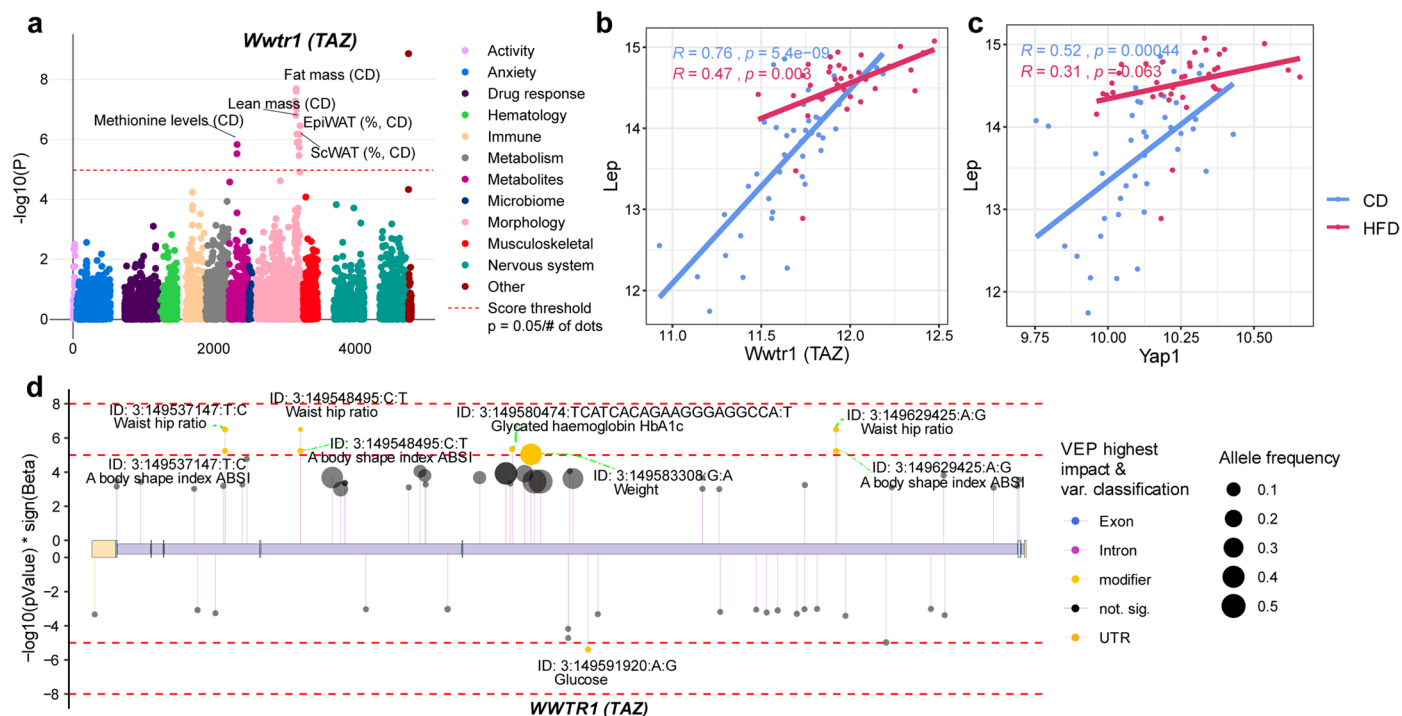 a
Wwtr1 (TAZ)
-log10(P)
8
6
4
2
0
0
2000
4000
Fat mass (CD)
Lean mass (CD)
Methionine levels (CD)
EpiWAT (%, CD)
ScWAT (%, CD)
Activity
Anxiety
Drug response
Hematology
Immune
Metabolism
Metabolites
Microbiome
Morphology
Musculoskeletal
Nervous system
Other
Score threshold
p = 0.05/# of dots
b
R = 0.76 , p = 5.4e-09
R = 0.47 , p = 0.003
Lep
15
14
13
12
11.0
11.5
12.0
12.5
Wwtr1 (TAZ)
c
R = 0.52 , p = 0.00044
R = 0.31 , p = 0.063
Lep
15
14
13
12
9.75
10.00
10.25
10.50
Yap1
CD
HFD
d
−log10(pValue) * sign(Beta)
8
6
5
4
2
0
0
−2
−4
−5
−6
−8
ID: 3:149537147:T:C
Waist hip ratio
ID: 3:149548495:C:T
Waist hip ratio
ID: 3:149537147:T:C
A body shape index ABSI
ID: 3:149548495:C:T
A body shape index ABSI
ID: 3:149580474:TCATCACAGAAGGGAGGCCA:T
Glycated haemoglobin HbA1c
ID: 3:149583308:G:A
Weight
ID: 3:149629425:A:G
Waist hip ratio
ID: 3:149629425:A:G
A body shape index ABSI
ID: 3:149591920:A:G
Glucose
WWTR1 (TAZ)
VEP highest
impact &
var. classification
Exon
Intron
modifier
not. sig.
UTR
Allele frequency
0.1
0.2
0.3
0.4
0.5